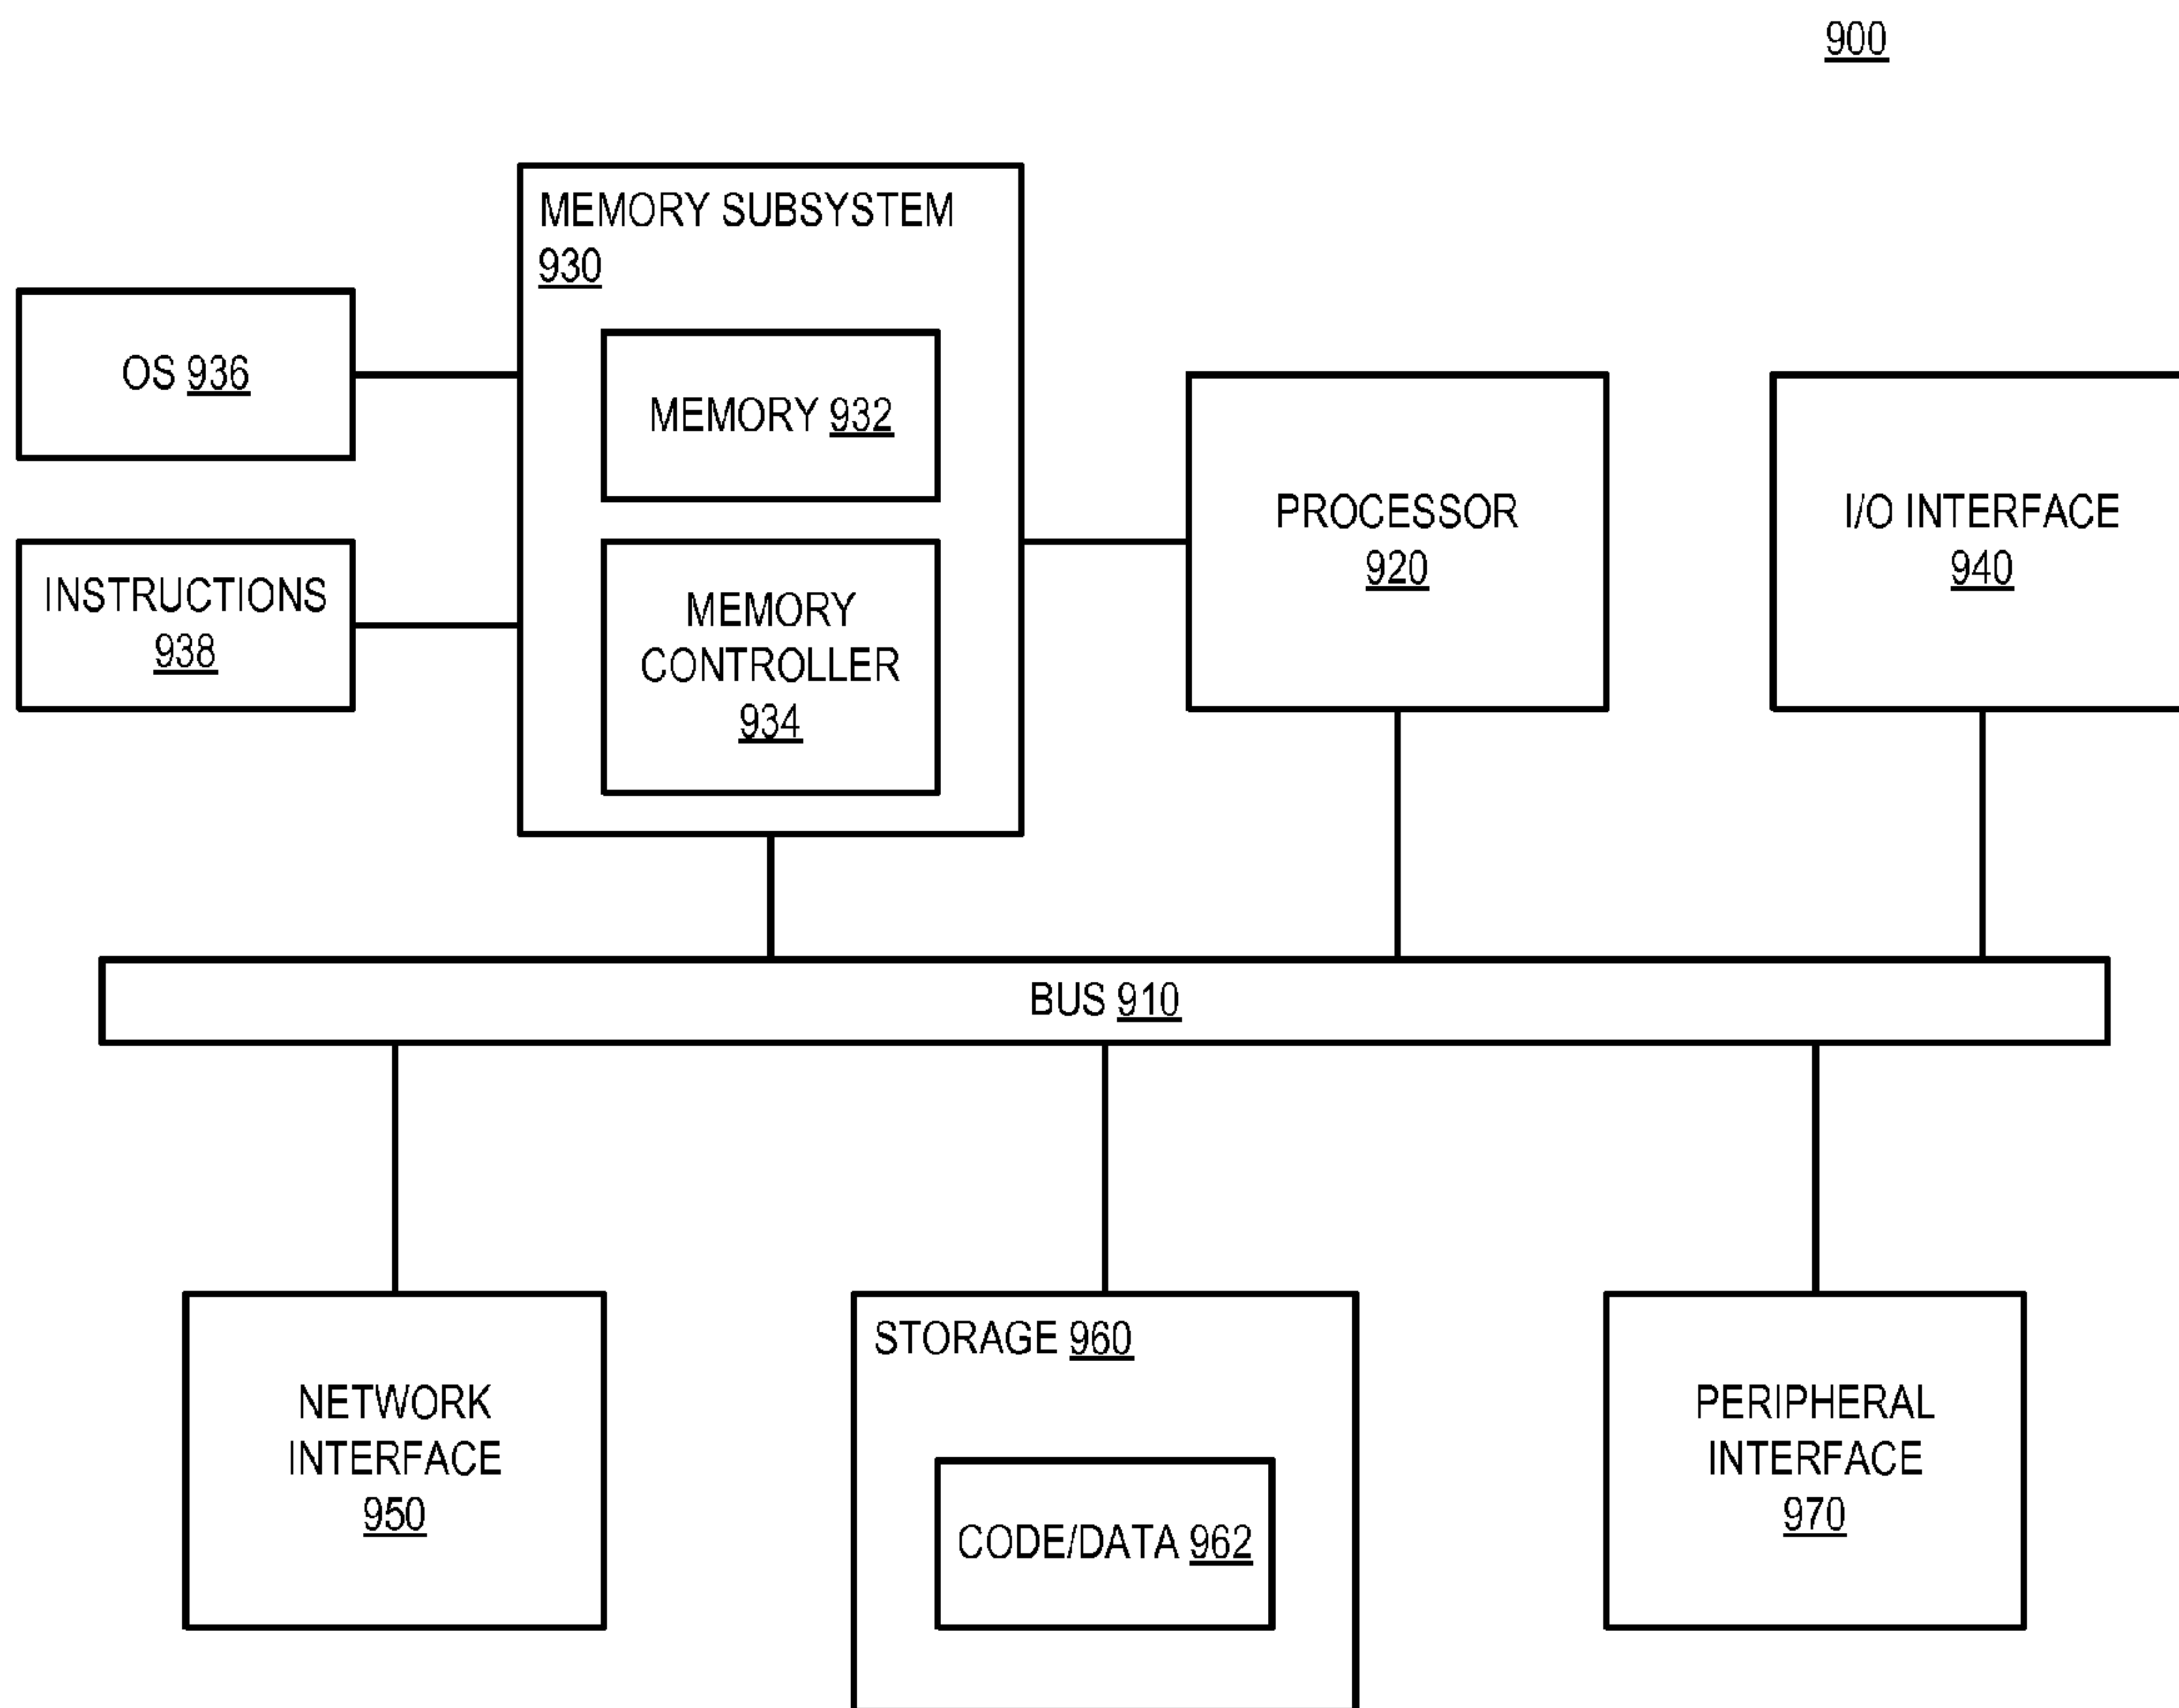 900
MEMORY SUBSYSTEM
930
OS 936
MEMORY 932
INSTRUCTIONS
938
MEMORY
CONTROLLER
934
PROCESSOR
920
I/O INTERFACE
940
BUS 910
NETWORK
INTERFACE
950
STORAGE 960
CODE/DATA 962
PERIPHERAL
INTERFACE
970